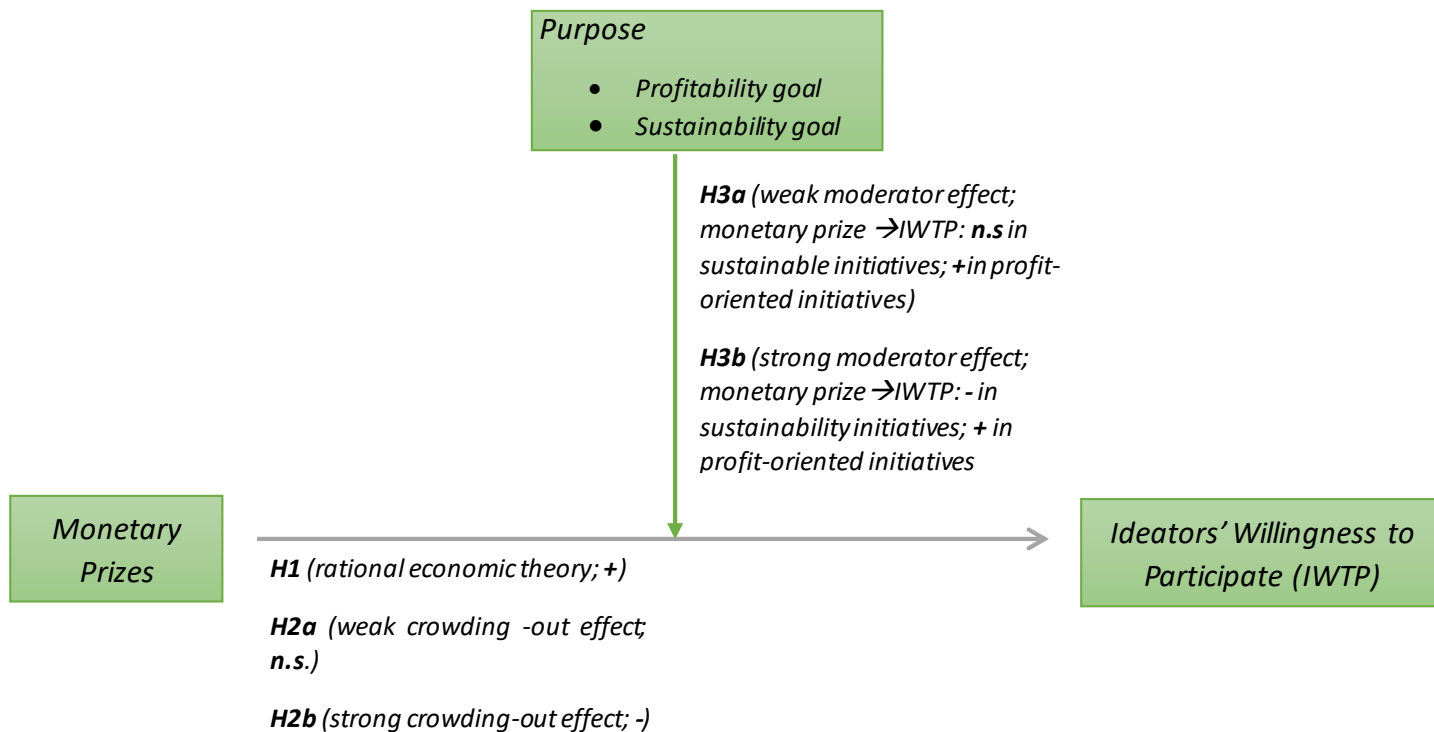 Purpose
• Profitability goal
• Sustainability goal
H3a (weak moderator effect;
monetary prize →IWTP: n.s in
sustainable initiatives; +in profit-
oriented initiatives)
H3b (strong moderator effect;
monetary prize →IWTP: - in
sustainability initiatives; + in
profit-oriented initiatives
Monetary
Prizes
H1 (rational economic theory; +)
H2a (weak crowding -out effect;
n.s.)
H2b (strong crowding-out effect; -)
Ideators’ Willingness to
Participate (IWTP)